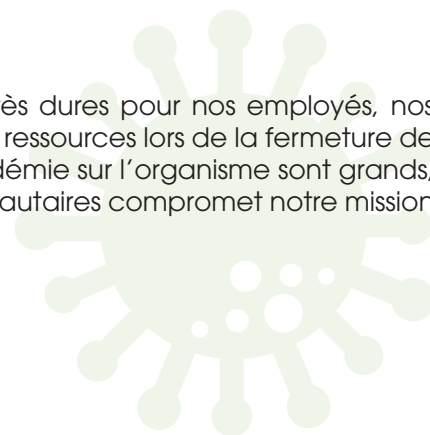 rès dures pour nos employés, nos
ressources lors de la fermeture de
démie sur l'organisme sont grands,
autaires compromet notre mission